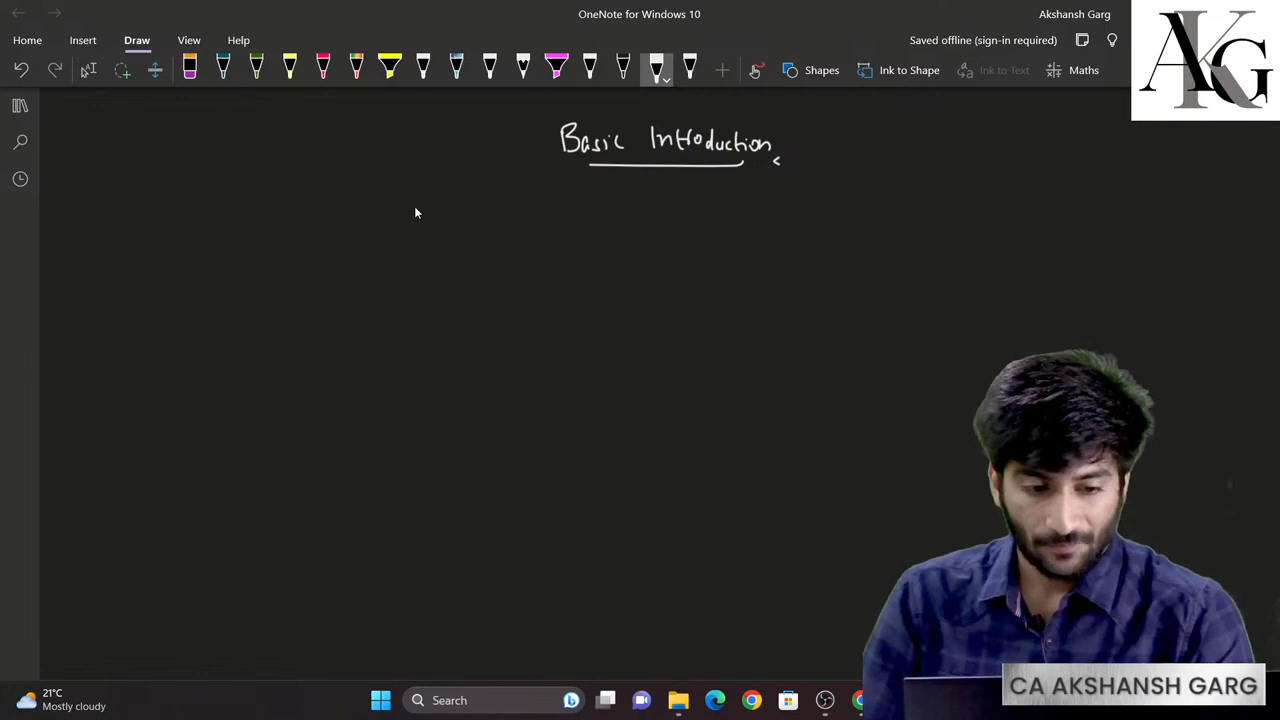 OneNote for Windows 10
Akshansh Garg
Home Insert Draw View Help
Saved offline (sign-in required)
Shapes Ink to Shape Ink to Text Maths
AKG
Basic Introduction
21°C
Mostly cloudy
Search
CA AKSHANSH GARG